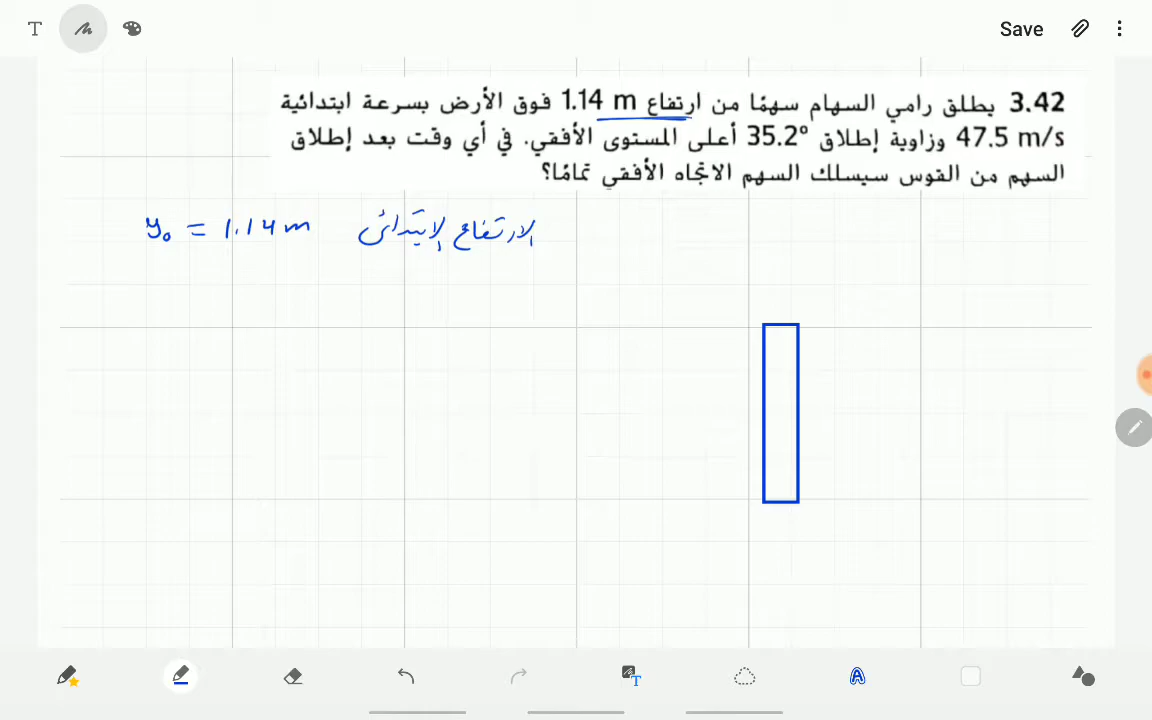 Save
3.42 يطلق رامي السهام سهمًا من ارتفاع 1.14 m فوق الأرض بسرعة ابتدائية
47.5 m/s وزاوية إطلاق 35.2° أعلى المستوى الأفقي. في أي وقت بعد إطلاق
السهم من القوس سيسلك السهم الاتجاه الأفقي تمامًا؟
y₀ = 1.14 m الارتفاع الابتدائي